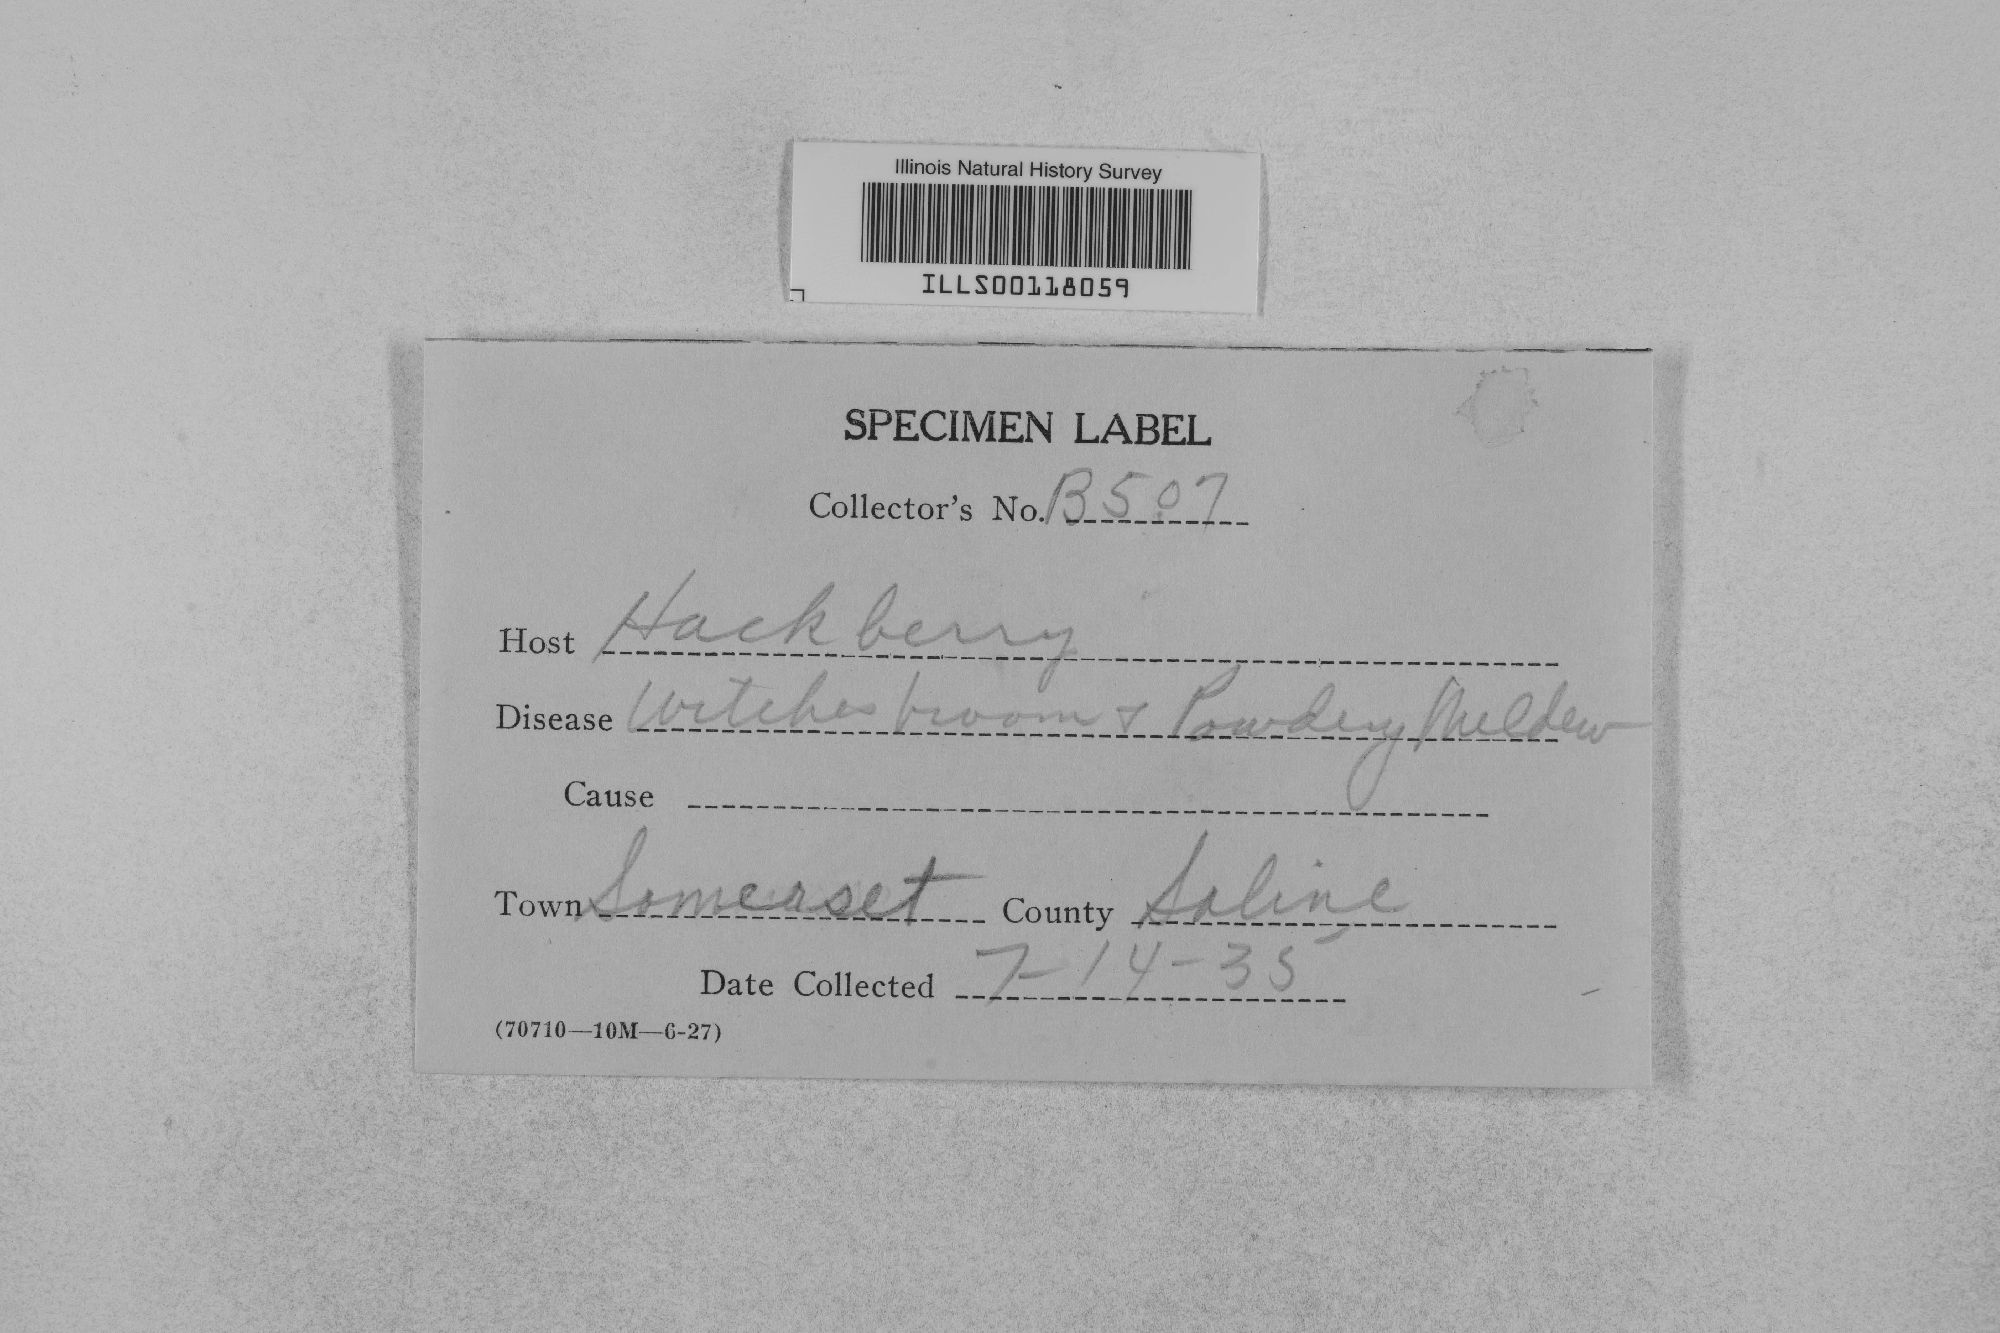 Illinois Natural History Survey
ILLS00118059
SPECIMEN LABEL
Collector's No. B507
Host Hackberry
Disease Witches broom & Powdery Mildew
Cause
Town Somerset County Saline
Date Collected 7-14-35
(70710—10M—6-27)